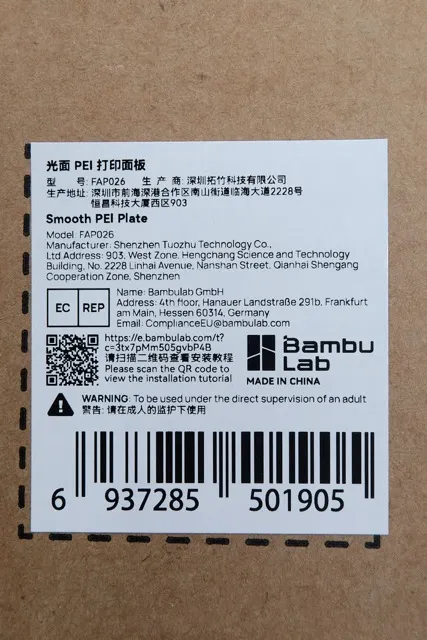 光面 PEI 打印面板
型 号: FAP026 生 产 商: 深圳拓竹科技有限公司
生产地址: 深圳市前海深港合作区南山街道临海大道2228号
恒昌科技大厦西区903
Smooth PEI Plate
Model: FAP026
Manufacturer: Shenzhen Tuozhu Technology Co.,
Ltd Address: 903, West Zone, Hengchang Science and Technology
Building, No. 2228 Linhai Avenue, Nanshan Street, Qianhai Shengang
Cooperation Zone, Shenzhen
EC REP
Name: Bambulab GmbH
Address: 4th floor, Hanauer Landstraße 291b, Frankfurt
am Main, Hessen 60314, Germany
Email: ComplianceEU@bambulab.com
https://e.bambulab.com/t?
c=3tx7pMm505gvbP4B
请扫描二维码查看安装教程
Please scan the QR code to
view the installation tutorial
Bambu
Lab
MADE IN CHINA
WARNING: To be used under the direct supervision of an adult
警告: 请在成人的监护下使用
6 937285 501905